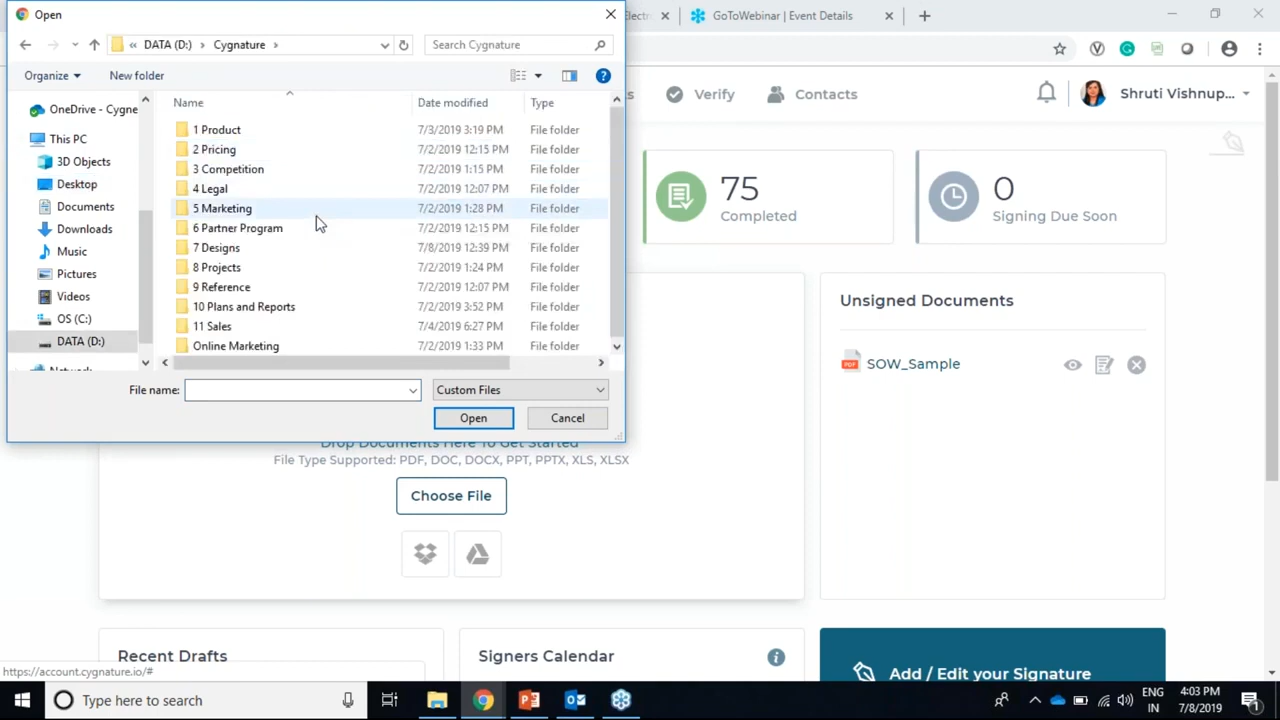 Open
Electr
GoToWebinar | Event Details
« DATA (D:) > Cygnature >
Search Cygnature
Organize
New folder
Name
Date modified
Type
OneDrive - Cygne
This PC
3D Objects
Desktop
Documents
Downloads
Music
Pictures
Videos
OS (C:)
DATA (D:)
Network
1 Product 7/3/2019 3:19 PM File folder
2 Pricing 7/2/2019 12:15 PM File folder
3 Competition 7/2/2019 1:15 PM File folder
4 Legal 7/2/2019 12:07 PM File folder
5 Marketing 7/2/2019 1:28 PM File folder
6 Partner Program 7/2/2019 12:15 PM File folder
7 Designs 7/8/2019 12:39 PM File folder
8 Projects 7/2/2019 1:24 PM File folder
9 Reference 7/2/2019 12:07 PM File folder
10 Plans and Reports 7/2/2019 3:52 PM File folder
11 Sales 7/4/2019 6:27 PM File folder
Online Marketing 7/2/2019 1:33 PM File folder
File name:
Custom Files
Open
Cancel
s
Verify
Contacts
Shruti Vishnup...
75
Completed
0
Signing Due Soon
Unsigned Documents
PDF
SOW_Sample
Drop Documents Here To Get Started
File Type Supported: PDF, DOC, DOCX, PPT, PPTX, XLS, XLSX
Choose File
Recent Drafts
Signers Calendar
Add / Edit your Signature
https://account.cygnature.io/#
Type here to search
ENG
IN
4:03 PM
7/8/2019
1